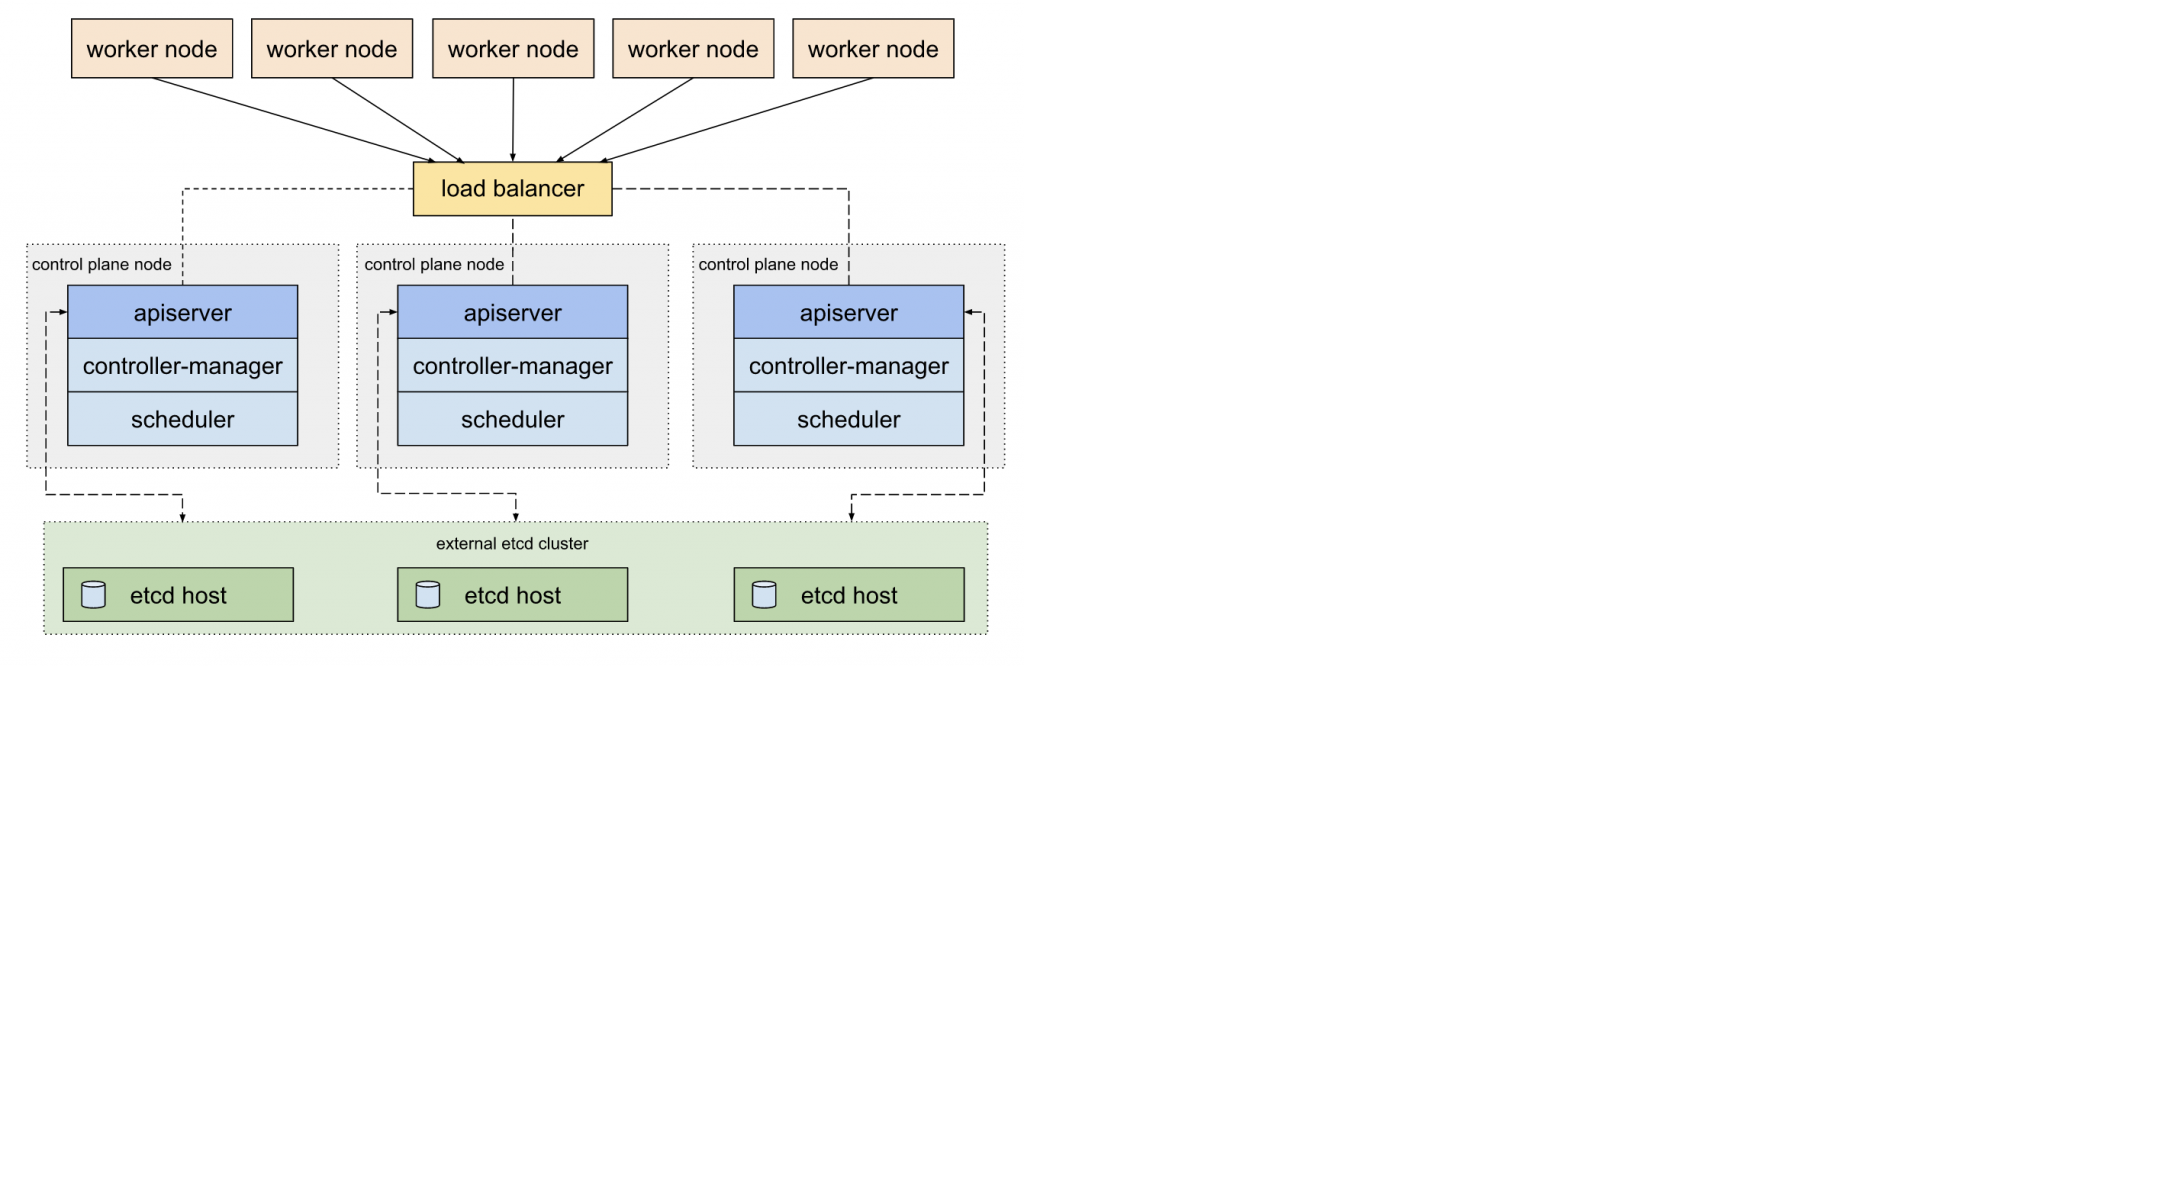 worker node
worker node
worker node
worker node
worker node
load balancer
control plane node
control plane node
control plane node
apiserver
apiserver
apiserver
controller-manager
controller-manager
controller-manager
scheduler
scheduler
scheduler
external etcd cluster
etcd host
etcd host
etcd host